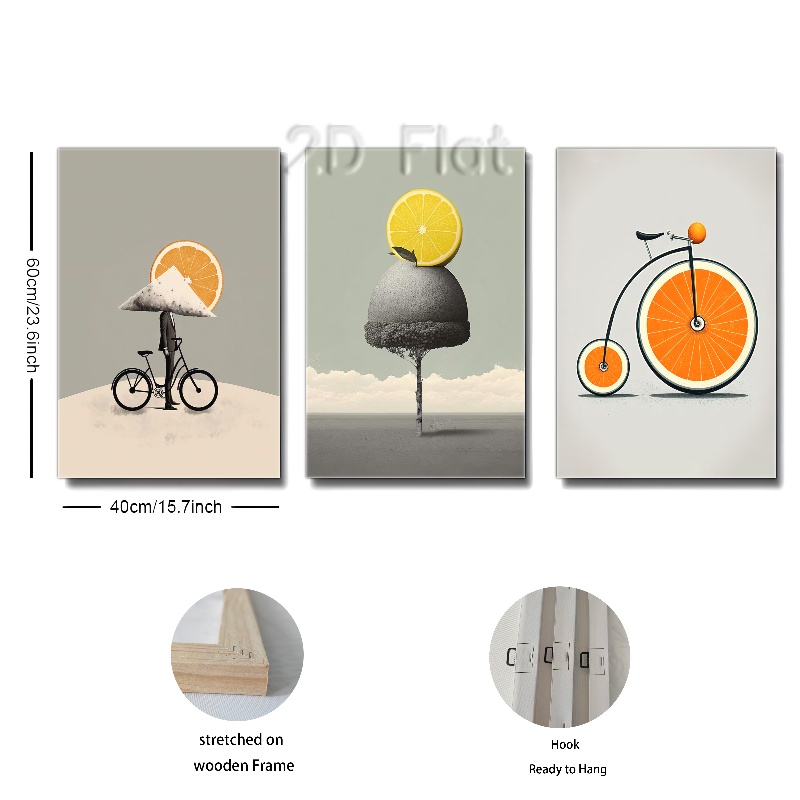 2D Flat
60cm/23.6inch
40cm/15.7inch
stretched on
wooden Frame
Hook
Ready to Hang